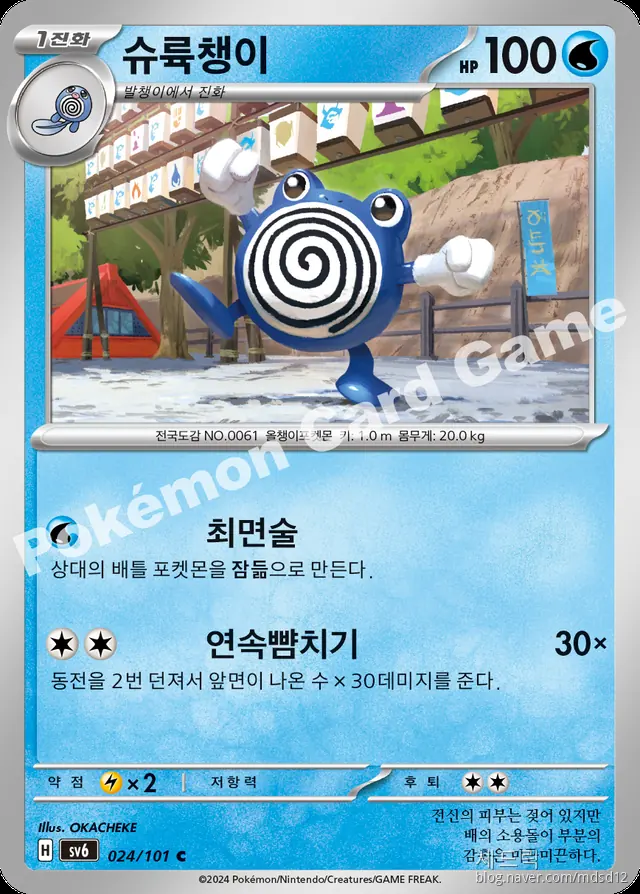 1진화
슈륙챙이
HP 100
발챙이에서 진화
전국도감 NO.0061 올챙이포켓몬 키: 1.0 m 몸무게: 20.0 kg
Pokémon Card Game
최면술
상대의 배틀 포켓몬을 잠듦으로 만든다.
연속뺨치기 30×
동전을 2번 던져서 앞면이 나온 수 × 30데미지를 준다.
약점 ×2 저항력 후퇴
Illus. OKACHEKE
H sv6 024/101 C
전신의 피부는 젖어 있지만
배의 소용돌이 부분의
미끈하다.
©2024 Pokémon/Nintendo/Creatures/GAME FREAK.
blog.naver.com/mdsd12